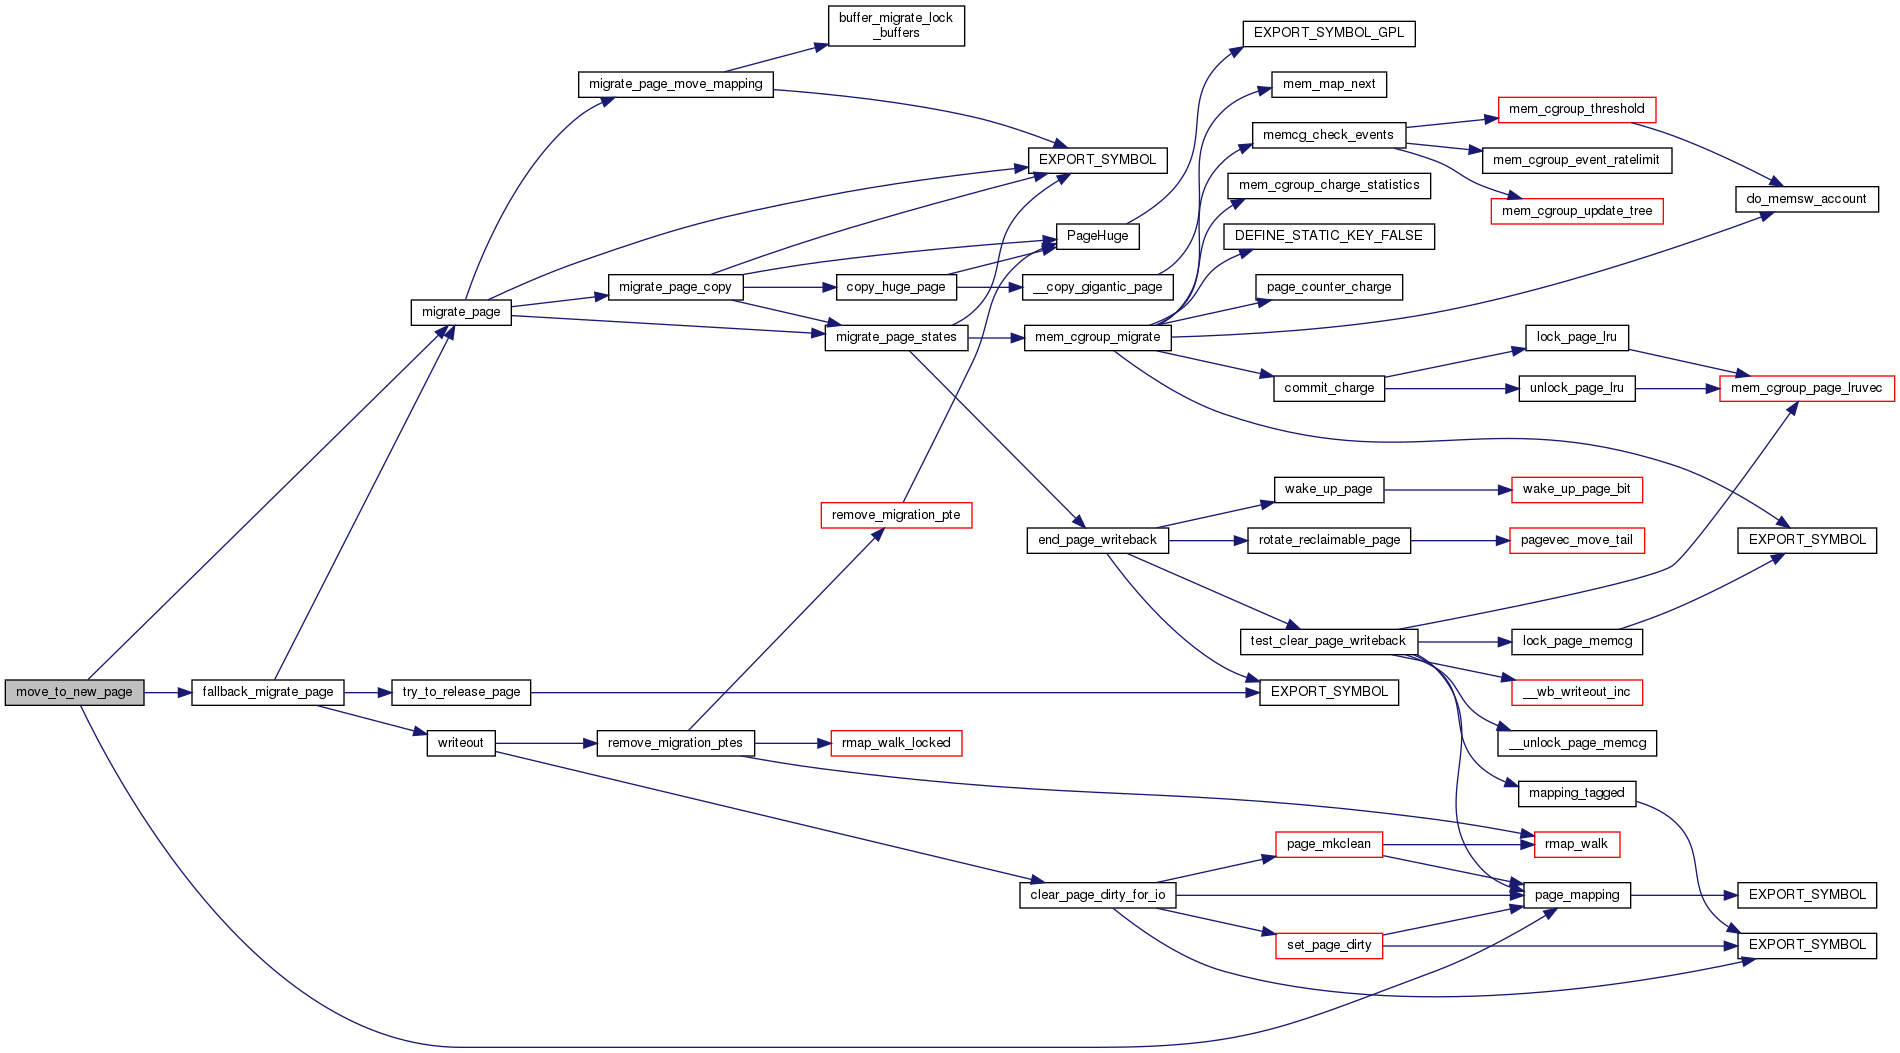 buffer_migrate_lock
_buffers
EXPORT_SYMBOL_GPL
migrate_page_move_mapping
mem_map_next
mem_cgroup_threshold
memcg_check_events
EXPORT_SYMBOL
mem_cgroup_event_ratelimit
mem_cgroup_charge_statistics
do_memsw_account
mem_cgroup_update_tree
PageHuge
DEFINE_STATIC_KEY_FALSE
migrate_page_copy
copy_huge_page
__copy_gigantic_page
page_counter_charge
migrate_page
migrate_page_states
mem_cgroup_migrate
lock_page_lru
commit_charge
unlock_page_lru
mem_cgroup_page_lruvec
wake_up_page
wake_up_page_bit
remove_migration_pte
end_page_writeback
rotate_reclaimable_page
pagevec_move_tail
EXPORT_SYMBOL
test_clear_page_writeback
lock_page_memcg
move_to_new_page
fallback_migrate_page
try_to_release_page
EXPORT_SYMBOL
__wb_writeout_inc
writeout
remove_migration_ptes
rmap_walk_locked
__unlock_page_memcg
mapping_tagged
page_mkclean
rmap_walk
clear_page_dirty_for_io
page_mapping
EXPORT_SYMBOL
set_page_dirty
EXPORT_SYMBOL